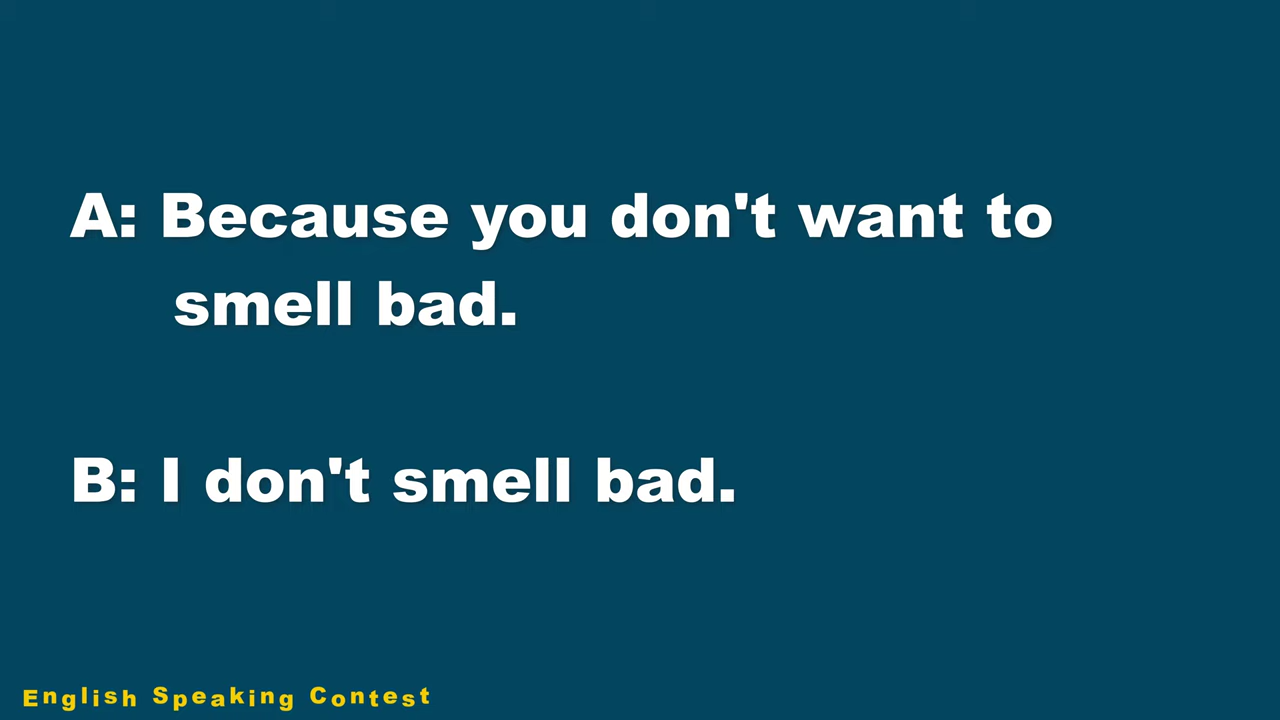 A: Because you don't want to
smell bad.
B: I don't smell bad.
English Speaking Contest